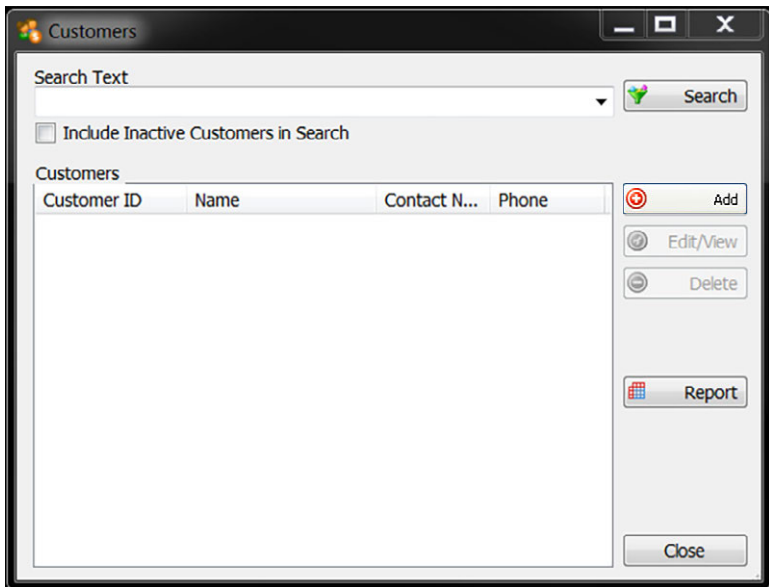 Customers
Search Text
Search
Include Inactive Customers in Search
Customers
Customer ID Name Contact N... Phone
Add
Edit/View
Delete
Report
Close